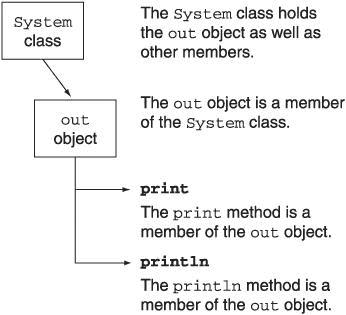 System
class
The System class holds
the out object as well as
other members.
out
object
The out object is a member
of the System class.
print
The print method is a
member of the out object.
println
The println method is a
member of the out object.